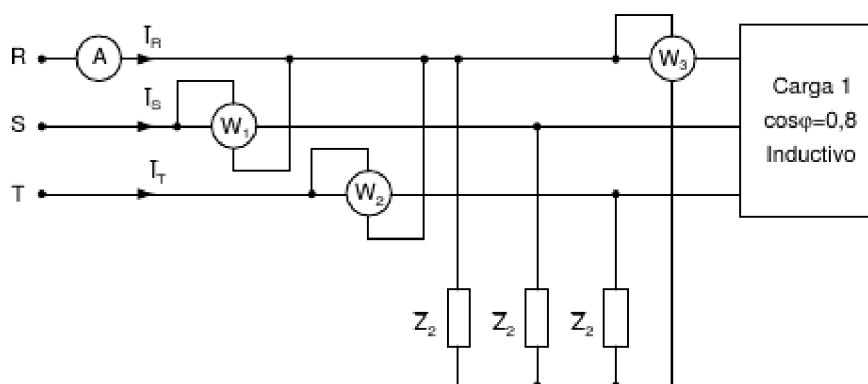 R
A
I_R
W_3
Carga 1
cosφ=0,8
Inductivo
S
I_S
W_1
T
I_T
W_2
Z_2
Z_2
Z_2